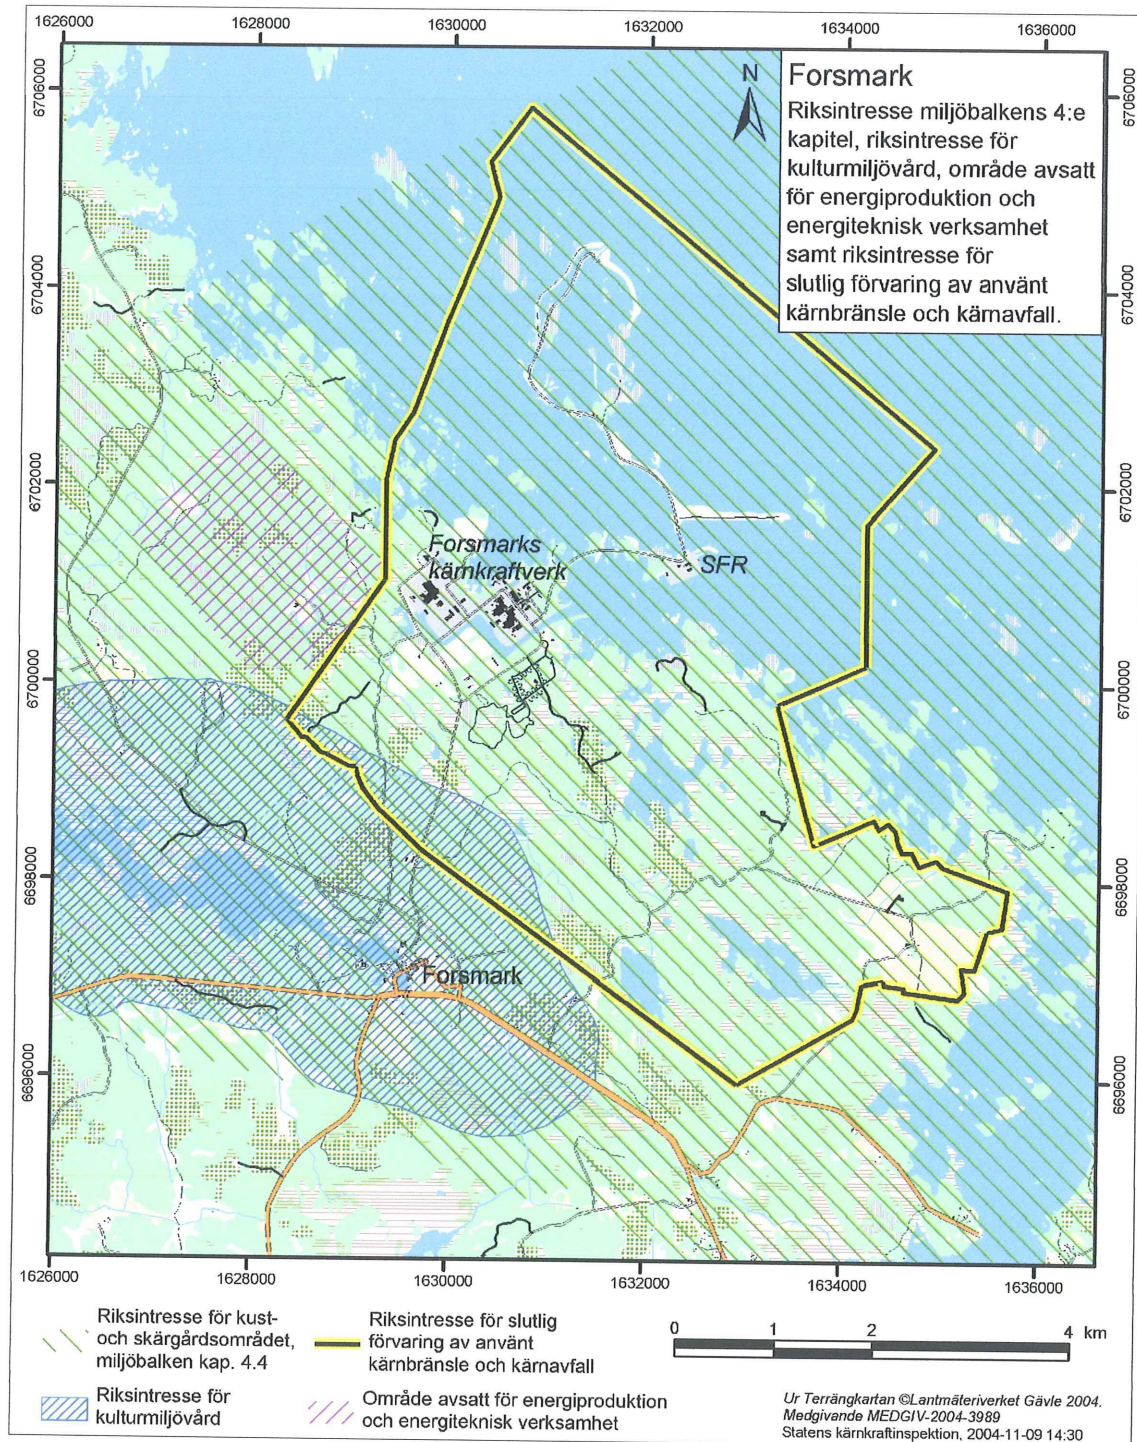 1626000
1628000
1630000
1632000
1634000
1636000
6706000
6704000
6702000
6700000
6698000
6696000
N
Forsmark
Riksintresse miljöbalkens 4:e
kapitel, riksintresse för
kulturmiljövård, område avsatt
för energiproduktion och
energiteknisk verksamhet
samt riksintresse för
slutlig förvaring av använt
kärnbränsle och kärnavfall.
6706000
6704000
6702000
6700000
6698000
6696000
Forsmarks
kärnkraftverk
SFR
Forsmark
1626000
1628000
1630000
1632000
1634000
1636000
Riksintresse för kust-
och skärgårdsområdet,
miljöbalken kap. 4.4
Riksintresse för
kulturmiljövård
Riksintresse för slutlig
förvaring av använt
kärnbränsle och kärnavfall
Område avsatt för energiproduktion
och energiteknisk verksamhet
0 1 2 4 km
Ur Terrängkartan ©Lantmäteriverket Gävle 2004.
Medgivande MEDGIV-2004-3989
Statens kärnkraftinspektion, 2004-11-09 14:30